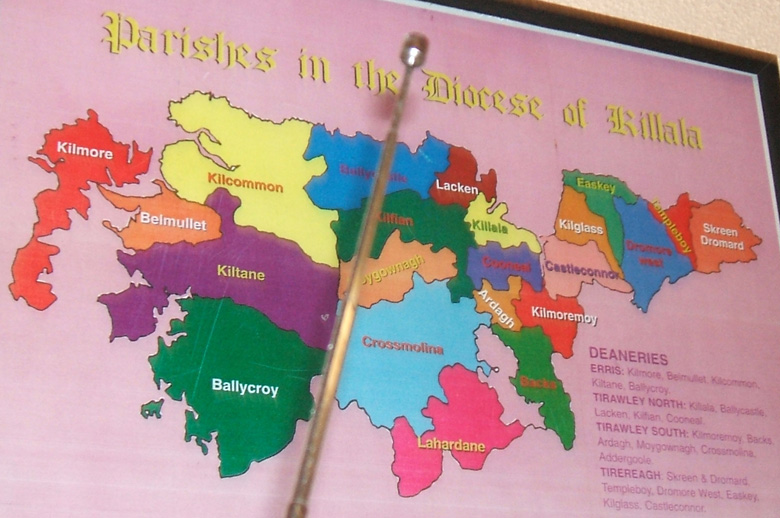 Parishes in the Diocese of Killala
Kilmore
Kilcommon
Belmullet
Kiltane
Ballycroy
Lacken
Kilfian
Killala
Cooneal
Crossmolina
Ardagh
Kilmoremoy
Backs
Lahardane
Easkey
Kilglass
Castleconnor
Dromore
west
Templeboy
Skreen
Dromard
DEANERIES
ERRIS: Kilmore, Belmullet, Kilcommon,
Kiltane, Ballycroy.
TIRAWLEY NORTH: Killala, Ballycastle,
Lacken, Kilfian, Cooneal.
TIRAWLEY SOUTH: Kilmoremoy, Backs,
Ardagh, Moygownagh, Crossmolina,
Addergoole.
TIREREAGH: Skreen & Dromard,
Templeboy, Dromore West, Easkey,
Kilglass, Castleconnor.